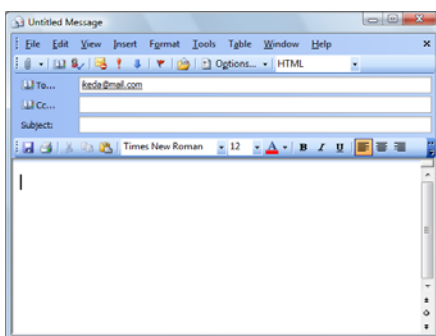 Untitled Message
File Edit View Insert Format Tools Table Window Help
Options... HTML
To... ikeda@mail.com
Cc...
Subject:
Times New Roman 12 A B I U